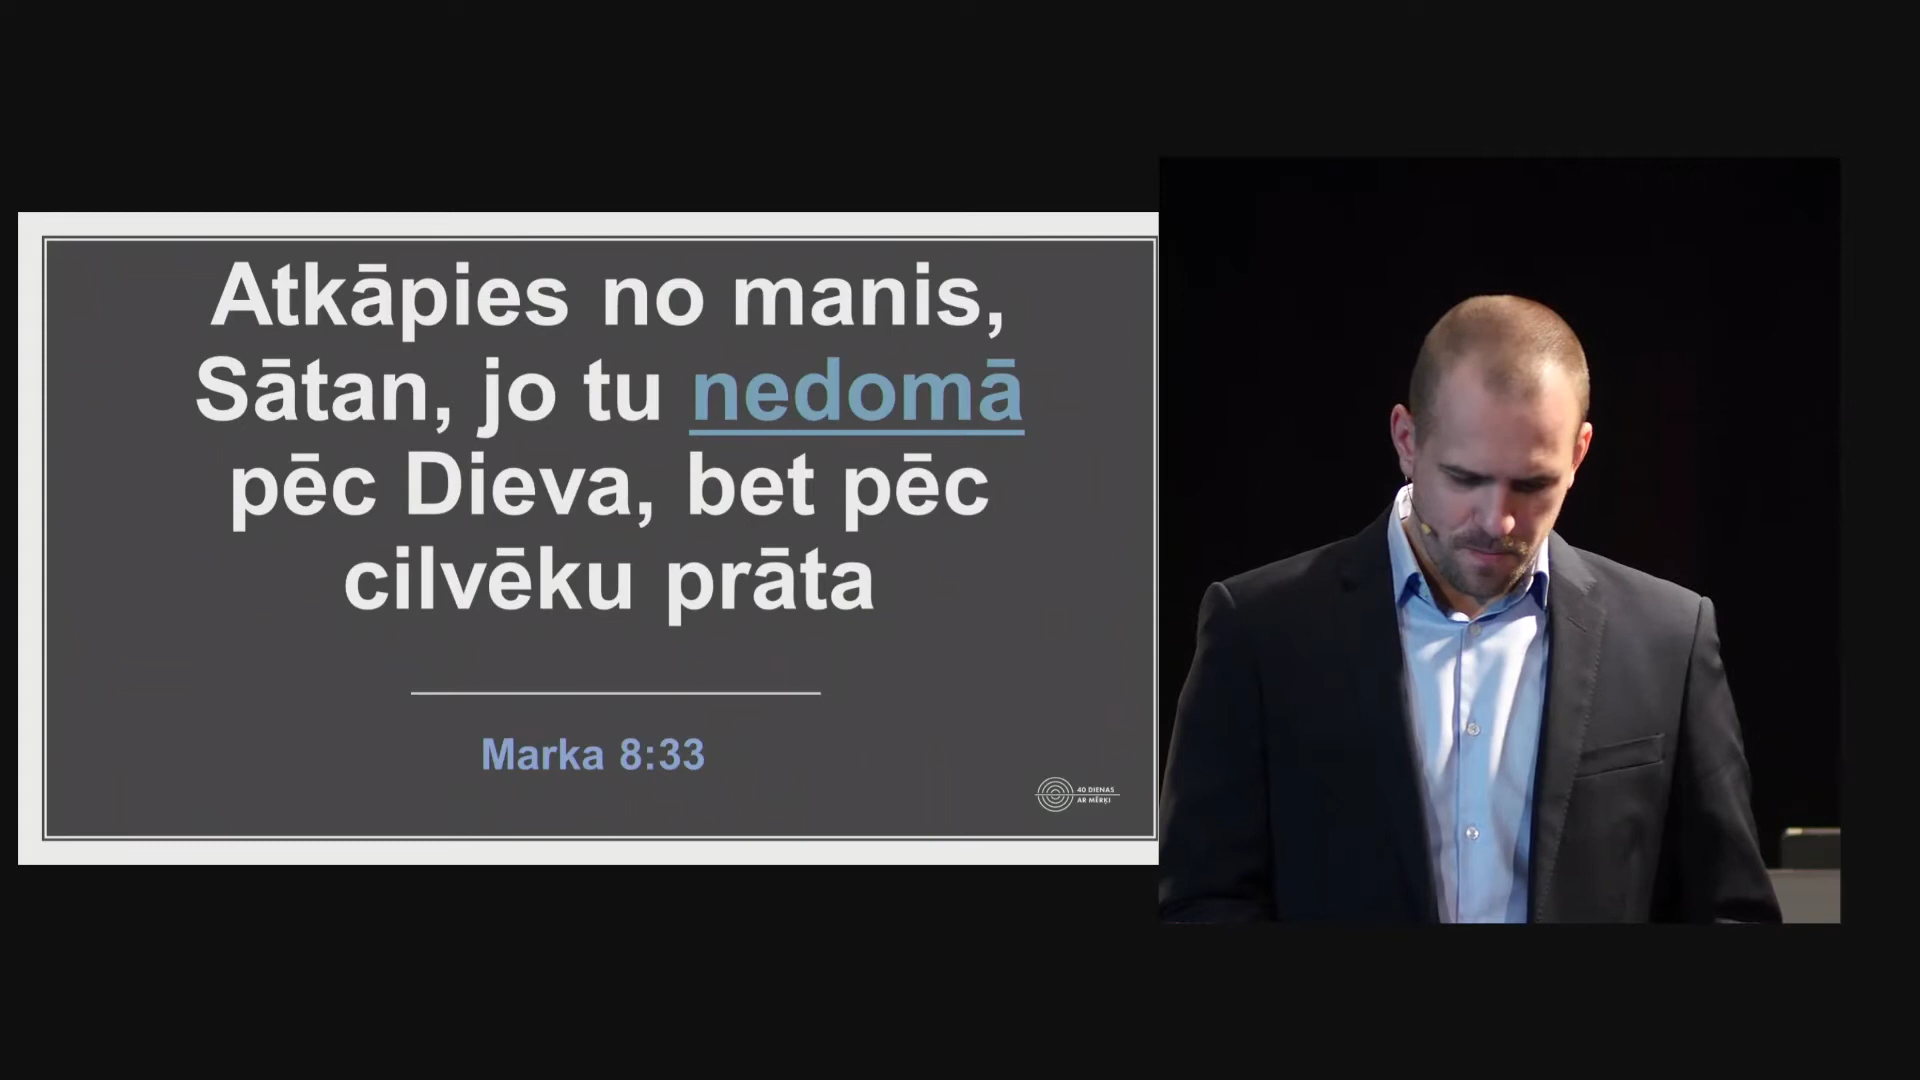 Atkāpies no manis,
Sātan, jo tu nedomā
pēc Dieva, bet pēc
cilvēku prāta
Marka 8:33
40 DIENAS
AR MĒRĶI